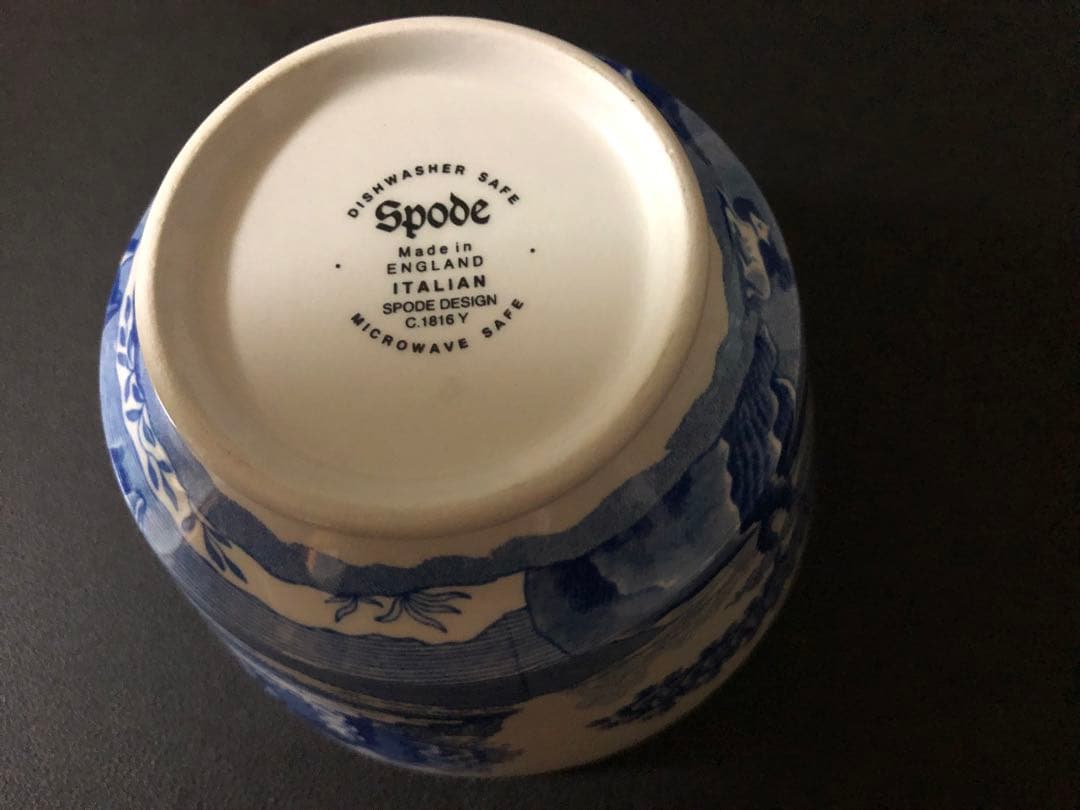 DISHWASHER SAFE
Spode
Made in
ENGLAND
ITALIAN
SPODE DESIGN
C.1816 Y
MICROWAVE SAFE